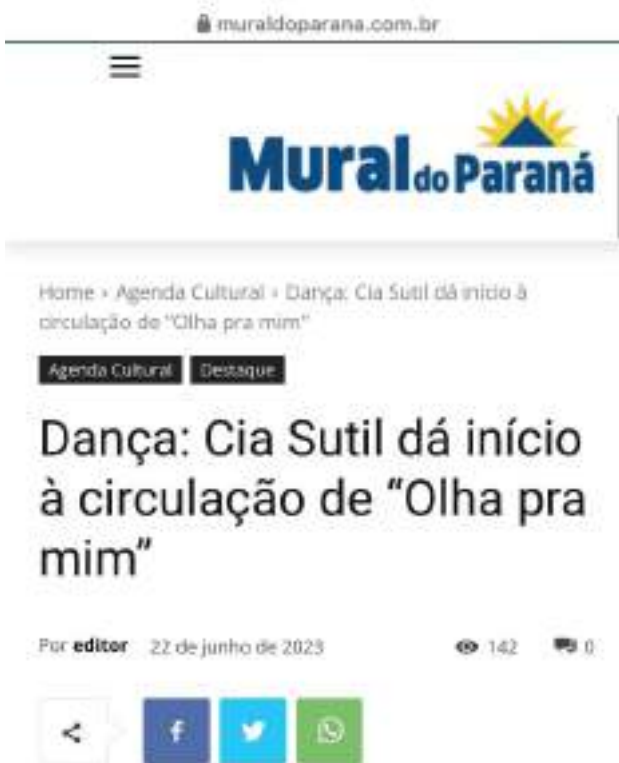 muraldoparana.com.br
Mural do Paraná
Home › Agenda Cultural › Dança: Cia Sutil dá início à
circulação de "Olha pra mim"
Agenda Cultural Destaque
Dança: Cia Sutil dá início
à circulação de “Olha pra
mim”
Por editor 22 de junho de 2023 142 0